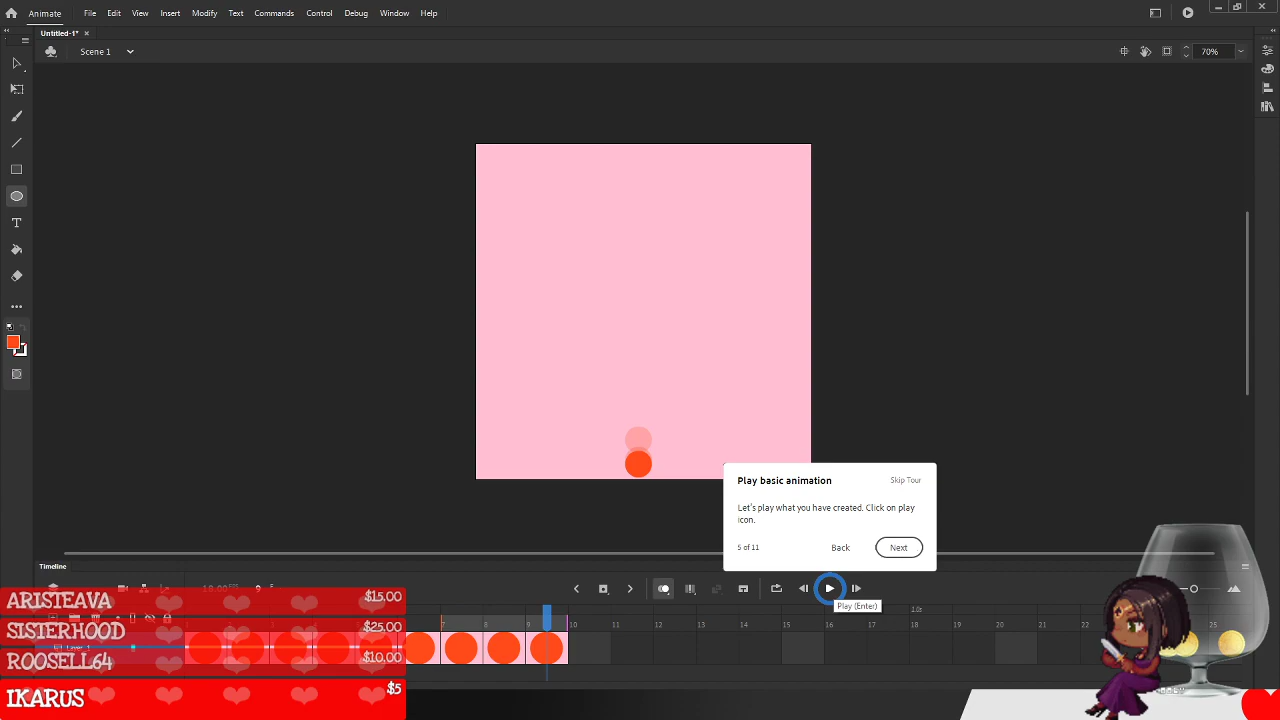 Animate File Edit View Insert Modify Text Commands Control Debug Window Help
Untitled-1*
Scene 1
70%
T
Play basic animation Skip Tour
Let's play what you have created. Click on play
icon.
5 of 11 Back Next
Timeline
Play (Enter)
1.0s
7 8 9 10 11 12 13 14 15 16 17 18 19 20 21 22 23 24 25
ARISTEAVA $15.00
SISTERHOOD $25.00
ROOSELL64 $10.00
IKARUS $5